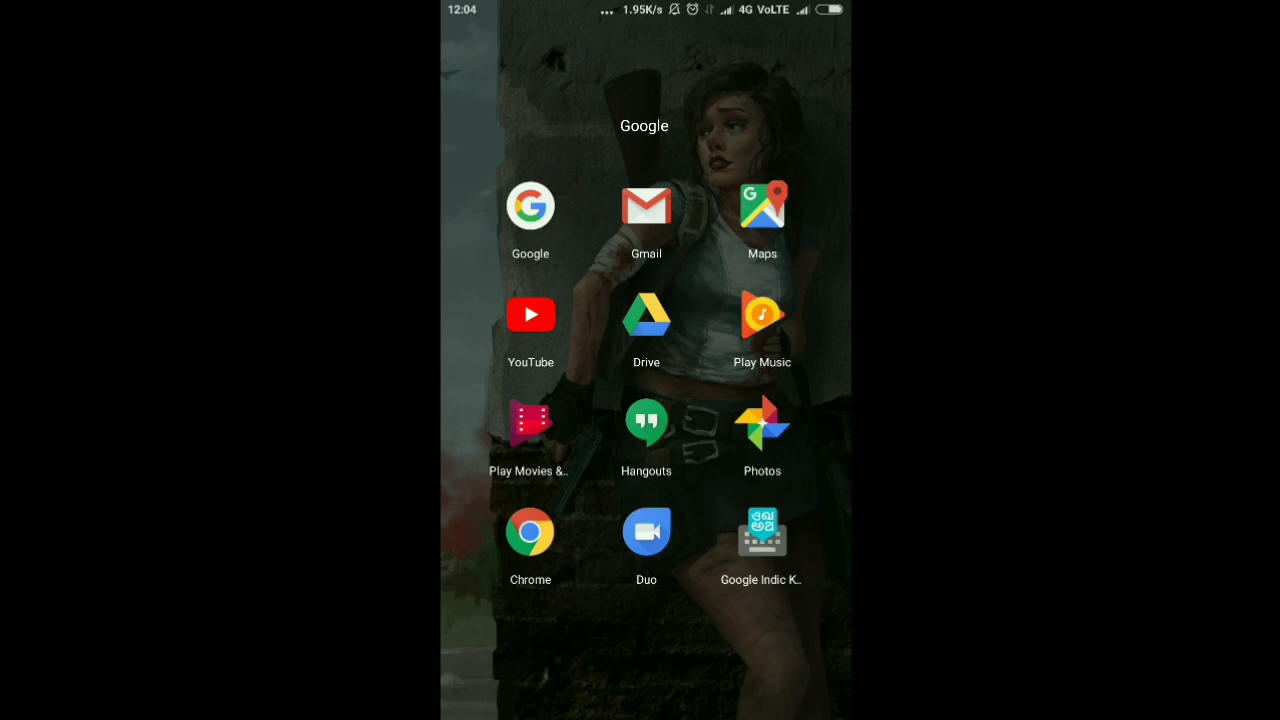 12:04 ... 1.95K/s 4G VoLTE
Google
Google Gmail Maps
YouTube Drive Play Music
Play Movies &.. Hangouts Photos
Chrome Duo Google Indic K..